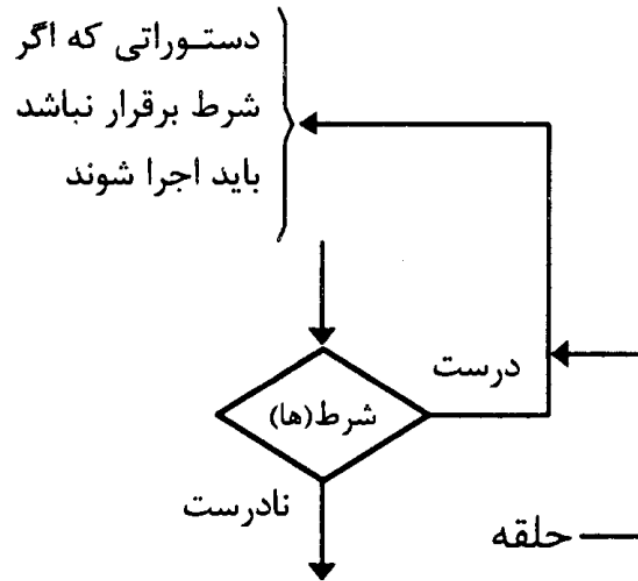 دستوراتی که اگر
شرط برقرار نباشد
باید اجرا شوند
درست
شرط(ها)
نادرست
حلقه